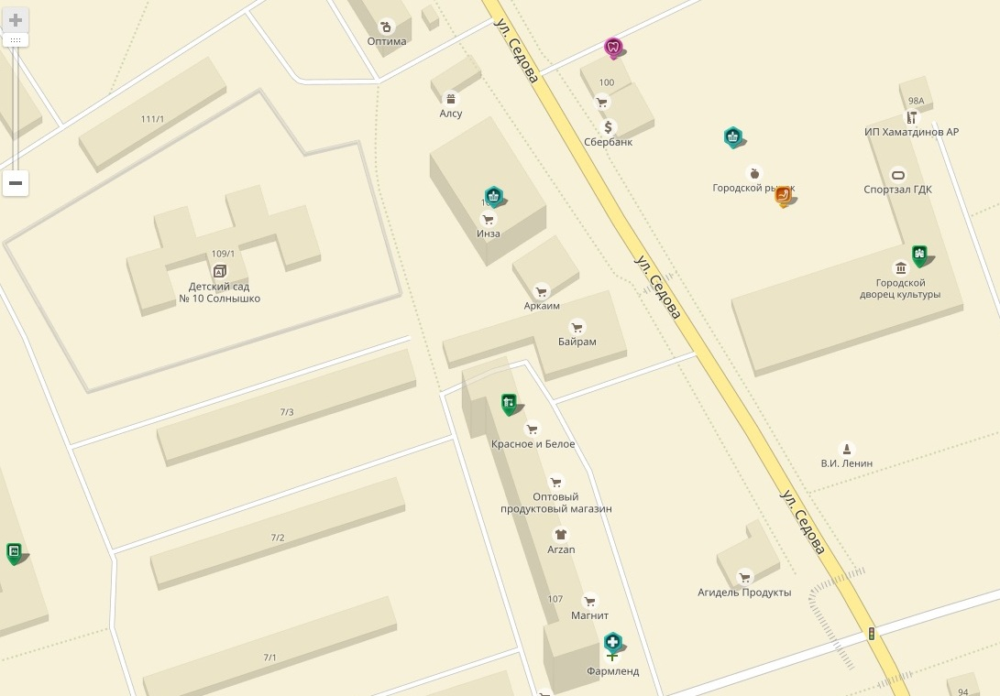 Оптима
ул. Седова
111/1
Алсу
100
Сбербанк
98А
ИП Хаматдинов АР
Городской рынок
Спортзал ГДК
Инза
109/1
Детский сад
№ 10 Солнышко
Аркаим
ул. Седова
Городской
дворец культуры
Байрам
7/3
Красное и Белое
В.И. Ленин
Оптовый
продуктовый магазин
ул. Седова
7/2
Arzan
Агидель Продукты
107
Магнит
7/1
Фармленд
94